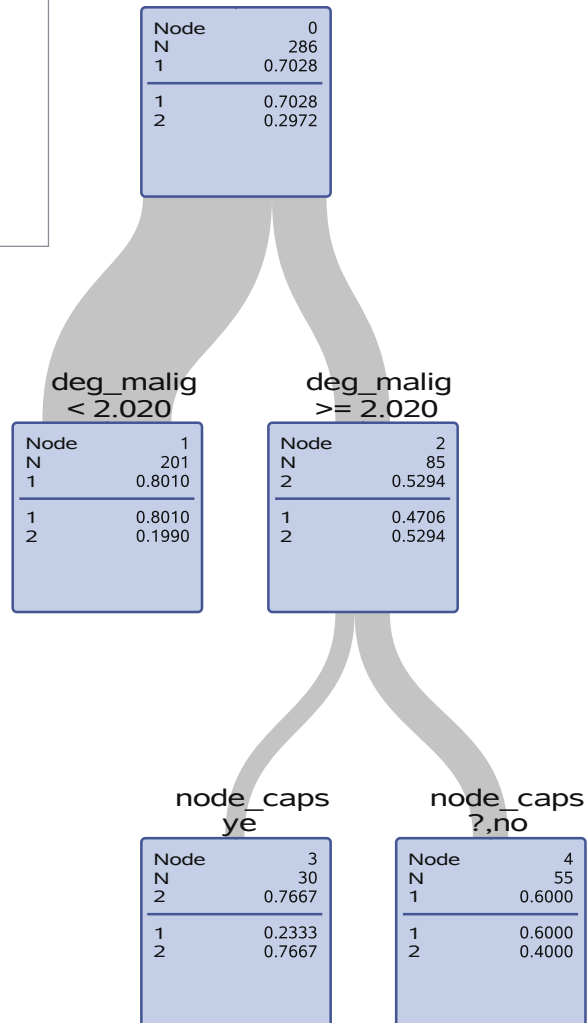 Node 0
N 286
1 0.7028
1 0.7028
2 0.2972
deg_malig
< 2.020
deg_malig
>= 2.020
Node 1
N 201
1 0.8010
1 0.8010
2 0.1990
Node 2
N 85
2 0.5294
1 0.4706
2 0.5294
node_caps
ye
node_caps
?,no
Node 3
N 30
2 0.7667
1 0.2333
2 0.7667
Node 4
N 55
1 0.6000
1 0.6000
2 0.4000